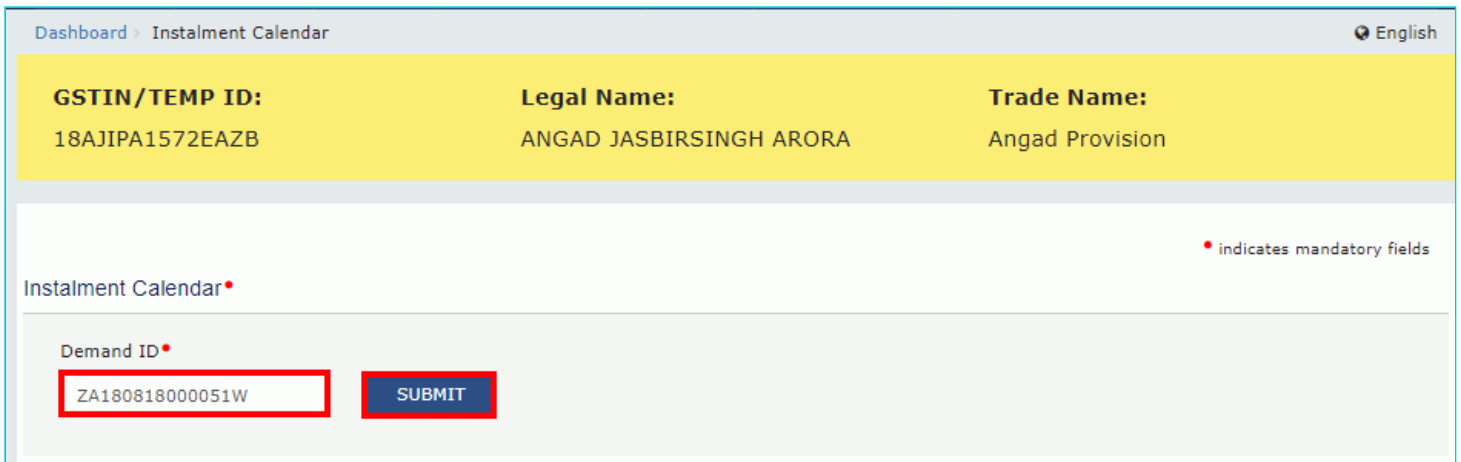 Dashboard > Instalment Calendar English
GSTIN/TEMP ID: Legal Name: Trade Name:
18AJIPA1572EAZB ANGAD JASBIRSINGH ARORA Angad Provision
• indicates mandatory fields
Instalment Calendar•
Demand ID•
ZA180818000051W SUBMIT